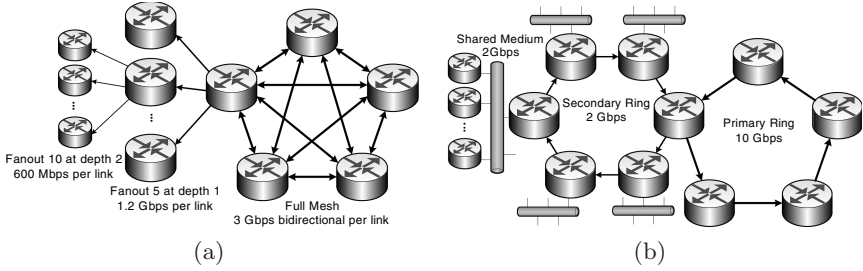 Fanout 10 at depth 2
600 Mbps per link
Fanout 5 at depth 1
1.2 Gbps per link
Full Mesh
3 Gbps bidirectional per link
(a)
Shared Medium
2Gbps
Secondary Ring
2 Gbps
Primary Ring
10 Gbps
(b)